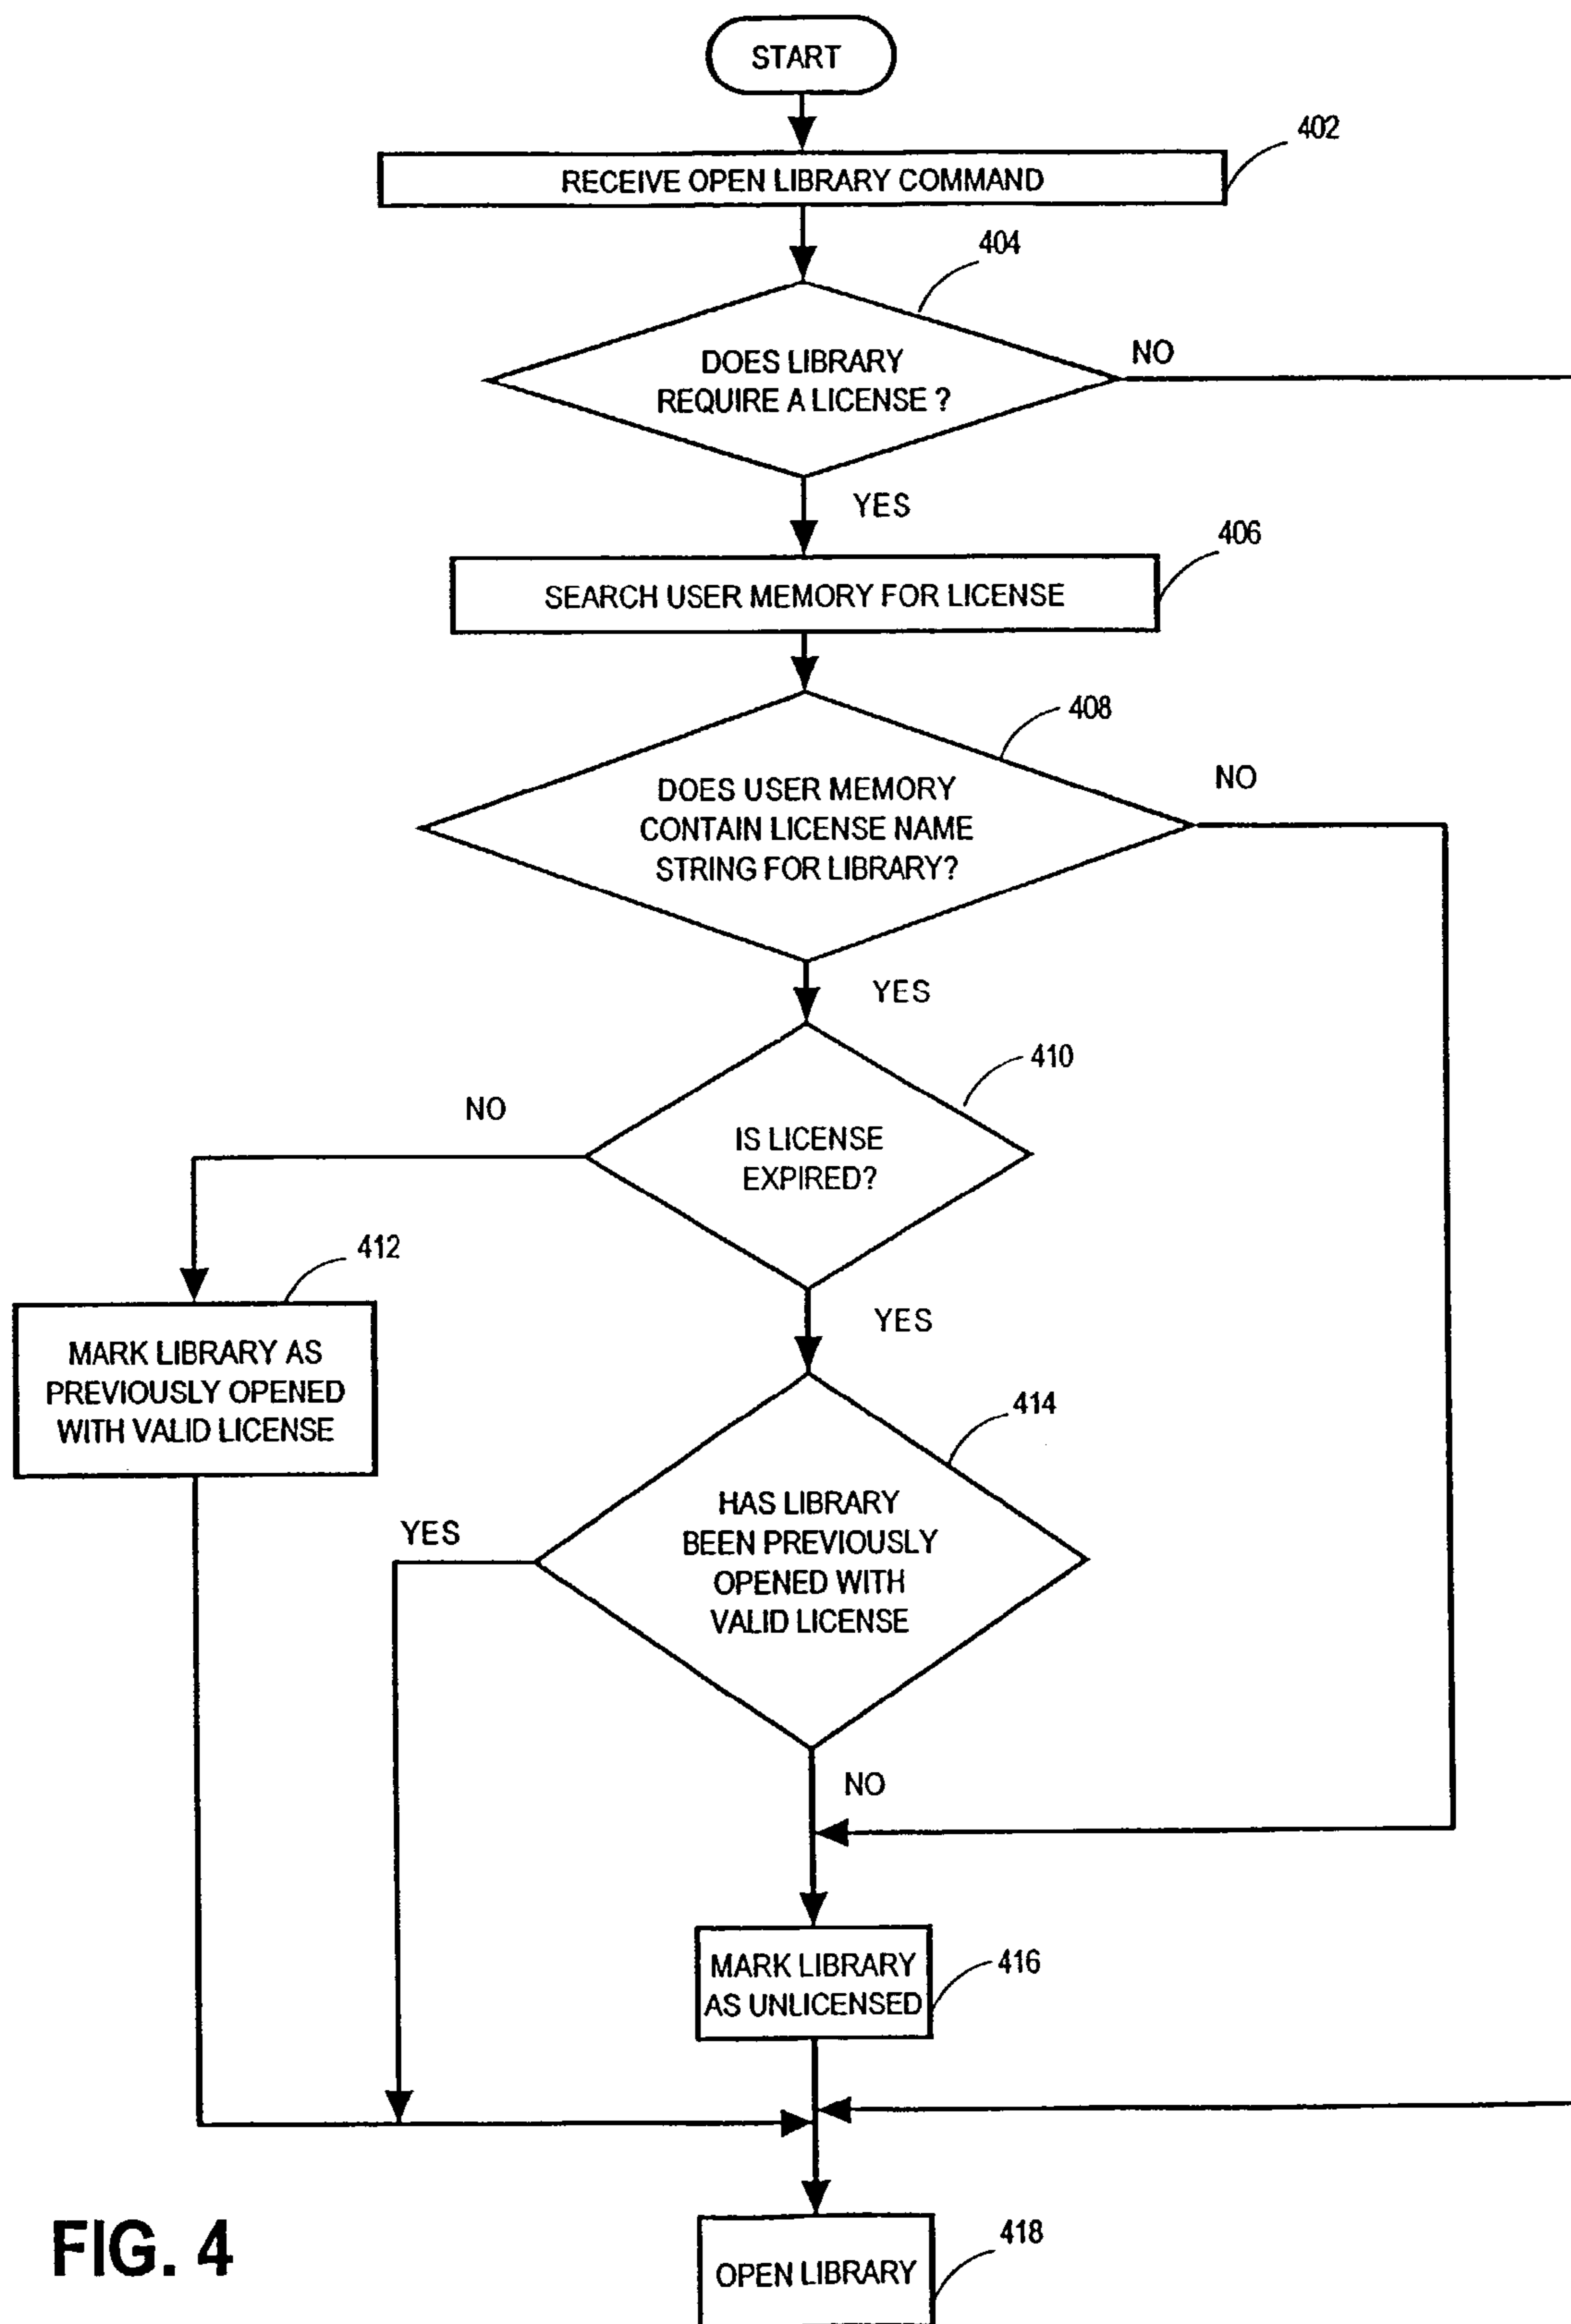 START
402
RECEIVE OPEN LIBRARY COMMAND
404
DOES LIBRARY
REQUIRE A LICENSE ?
NO
YES
406
SEARCH USER MEMORY FOR LICENSE
408
DOES USER MEMORY
CONTAIN LICENSE NAME
STRING FOR LIBRARY?
NO
YES
410
IS LICENSE
EXPIRED?
NO
YES
412
MARK LIBRARY AS
PREVIOUSLY OPENED
WITH VALID LICENSE
414
HAS LIBRARY
BEEN PREVIOUSLY
OPENED WITH
VALID LICENSE
YES
NO
MARK LIBRARY
AS UNLICENSED
416
418
OPEN LIBRARY
FIG. 4